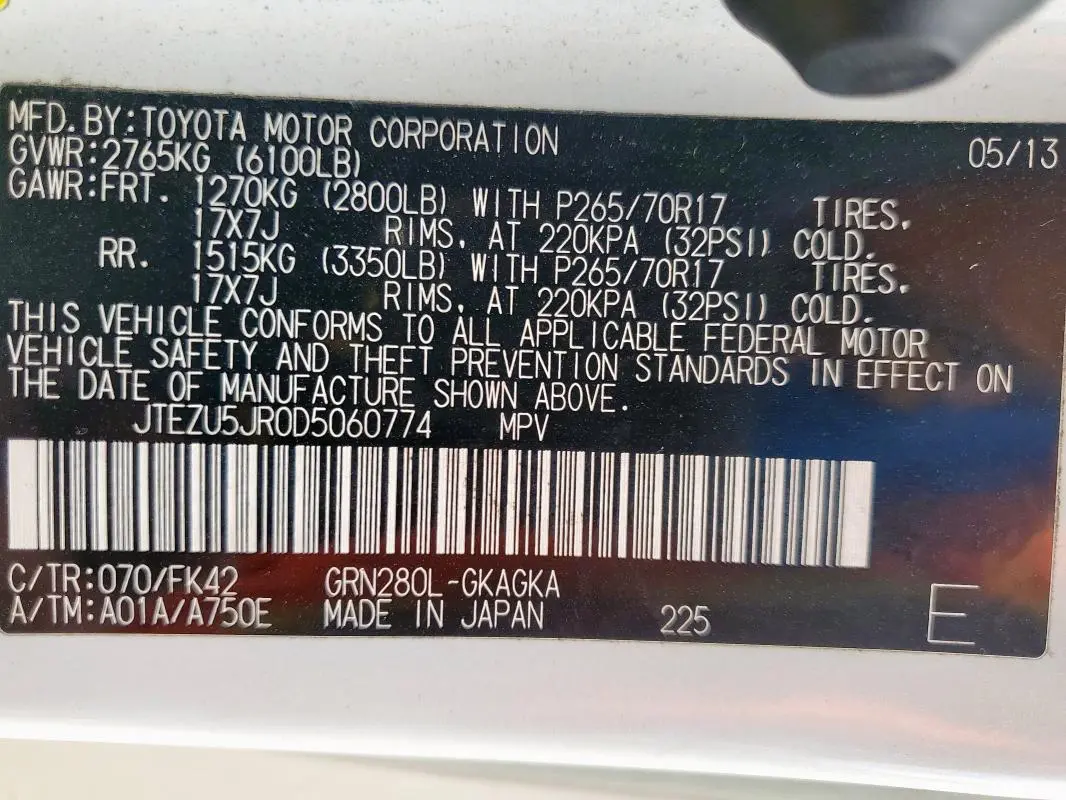 MFD. BY: TOYOTA MOTOR CORPORATION 05/13
GVWR: 2765KG (6100LB)
GAWR: FRT. 1270KG (2800LB) WITH P265/70R17 TIRES.
17X7J RIMS, AT 220KPA (32PSI) COLD.
RR. 1515KG (3350LB) WITH P265/70R17 TIRES.
17X7J RIMS, AT 220KPA (32PSI) COLD.
THIS VEHICLE CONFORMS TO ALL APPLICABLE FEDERAL MOTOR
VEHICLE SAFETY AND THEFT PREVENTION STANDARDS IN EFFECT ON
THE DATE OF MANUFACTURE SHOWN ABOVE.
JTEZU5JR0D5060774 MPV
C/TR: 070/FK42 GRN280L-GKAGKA
A/TM: A01A/A750E MADE IN JAPAN 225 E